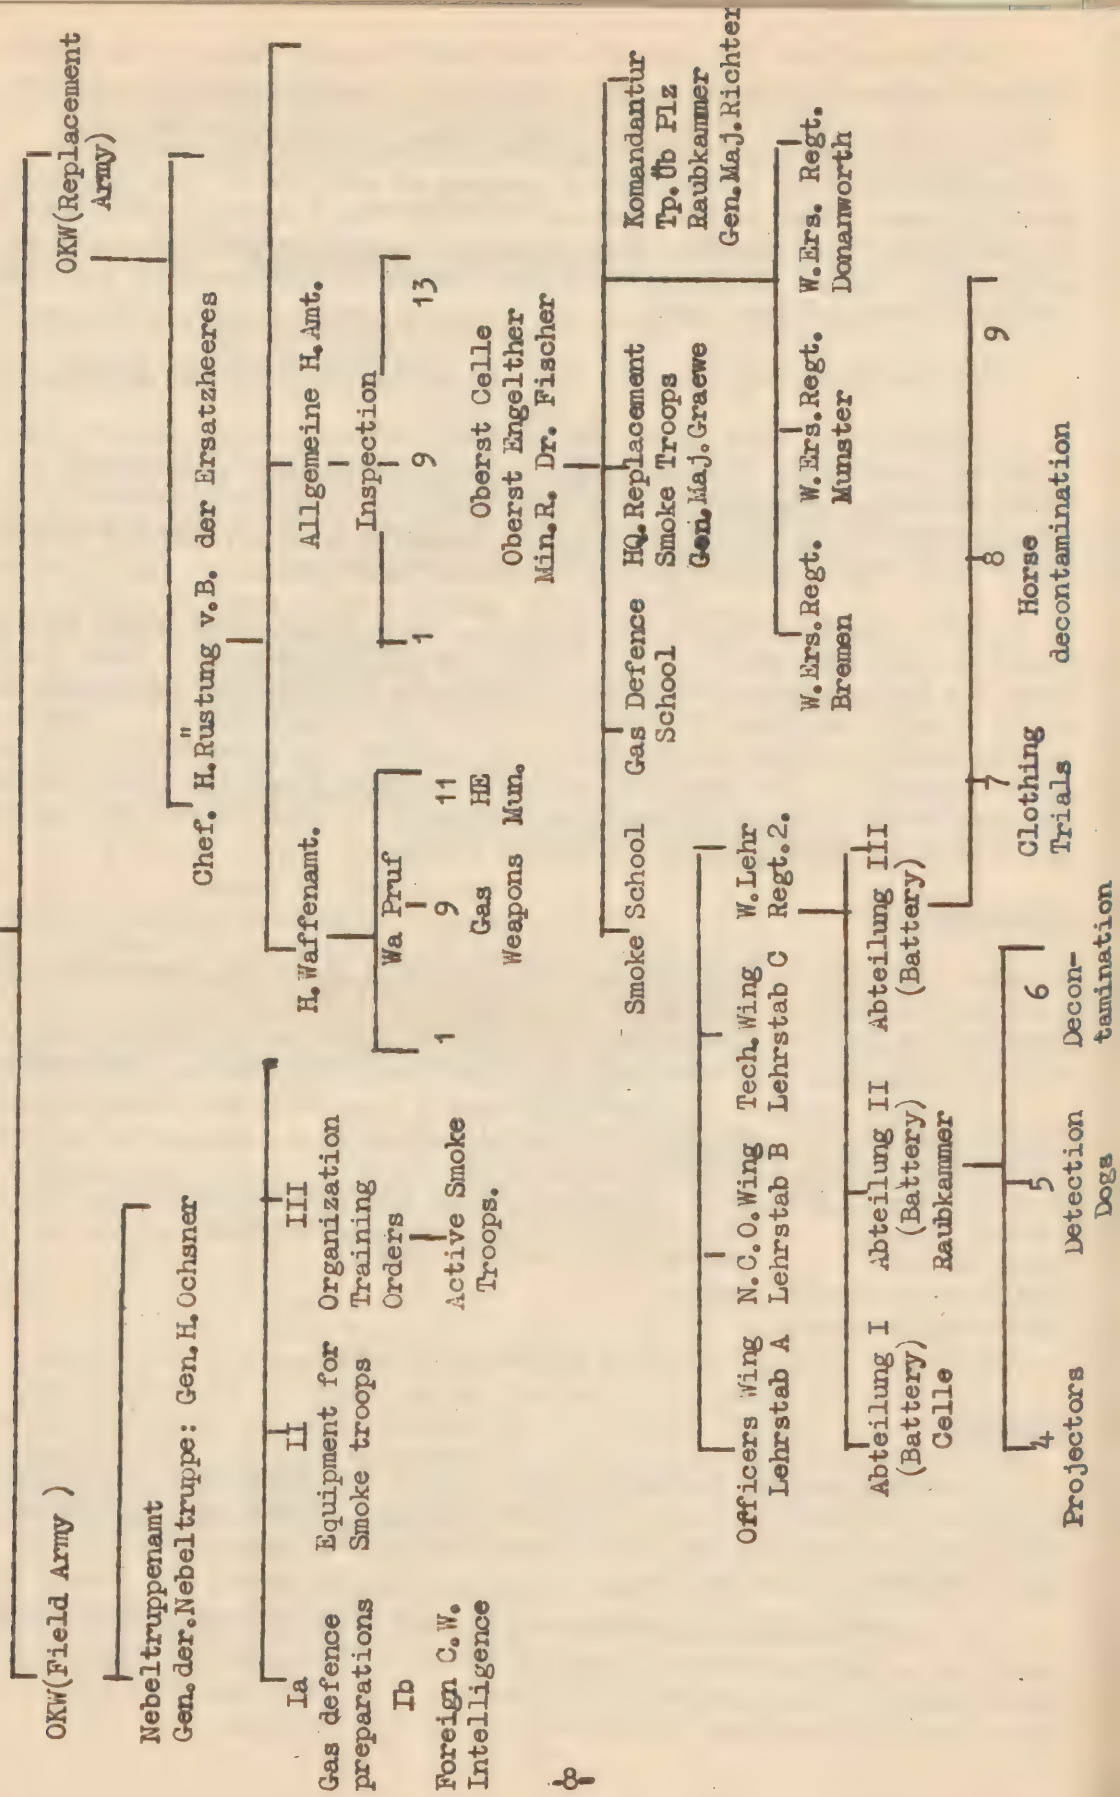 OKW(Field Army )
OKW(Replacement
Army)
Nebeltruppenamt
Gen.der.Nebeltruppe: Gen.H.Ochsner
Chef. H.Rüstung v.B. der Ersatzheeres
Ia
Gas defence
preparations
Ib
Foreign C.W.
Intelligence
II
Equipment for
Smoke troops
III
Organization
Training
Orders
Active Smoke
Troops.
H.Waffenamt.
Wa Pruf
1
9
11
Gas
Weapons
HE
Mun.
Allgemeine H.Amt.
Inspection
1
9
13
Oberst Celle
Oberst Engelther
Min.R. Dr. Fischer
Smoke School
Gas Defence
School
HQ.Replacement
Smoke Troops
Gen.Maj.Graewe
Komandantur
Tp.Üb Plz
Raubkammer
Gen.Maj.Richter
Officers Wing
Lehrstab A
N.C.O.Wing
Lehrstab B
Tech.Wing
Lehrstab C
W.Lehr
Regt.2.
W.Ers.Regt.
Bremen
W.Ers.Regt.
Munster
W.Ers. Regt.
Donanworth
Abteilung I
(Battery)
Celle
Abteilung II
(Battery)
Raubkammer
Abteilung III
(Battery)
4
Projectors
5
Detection
Dogs
6
Decon-
tamination
7
Clothing
Trials
8
Horse
decontamination
9
8